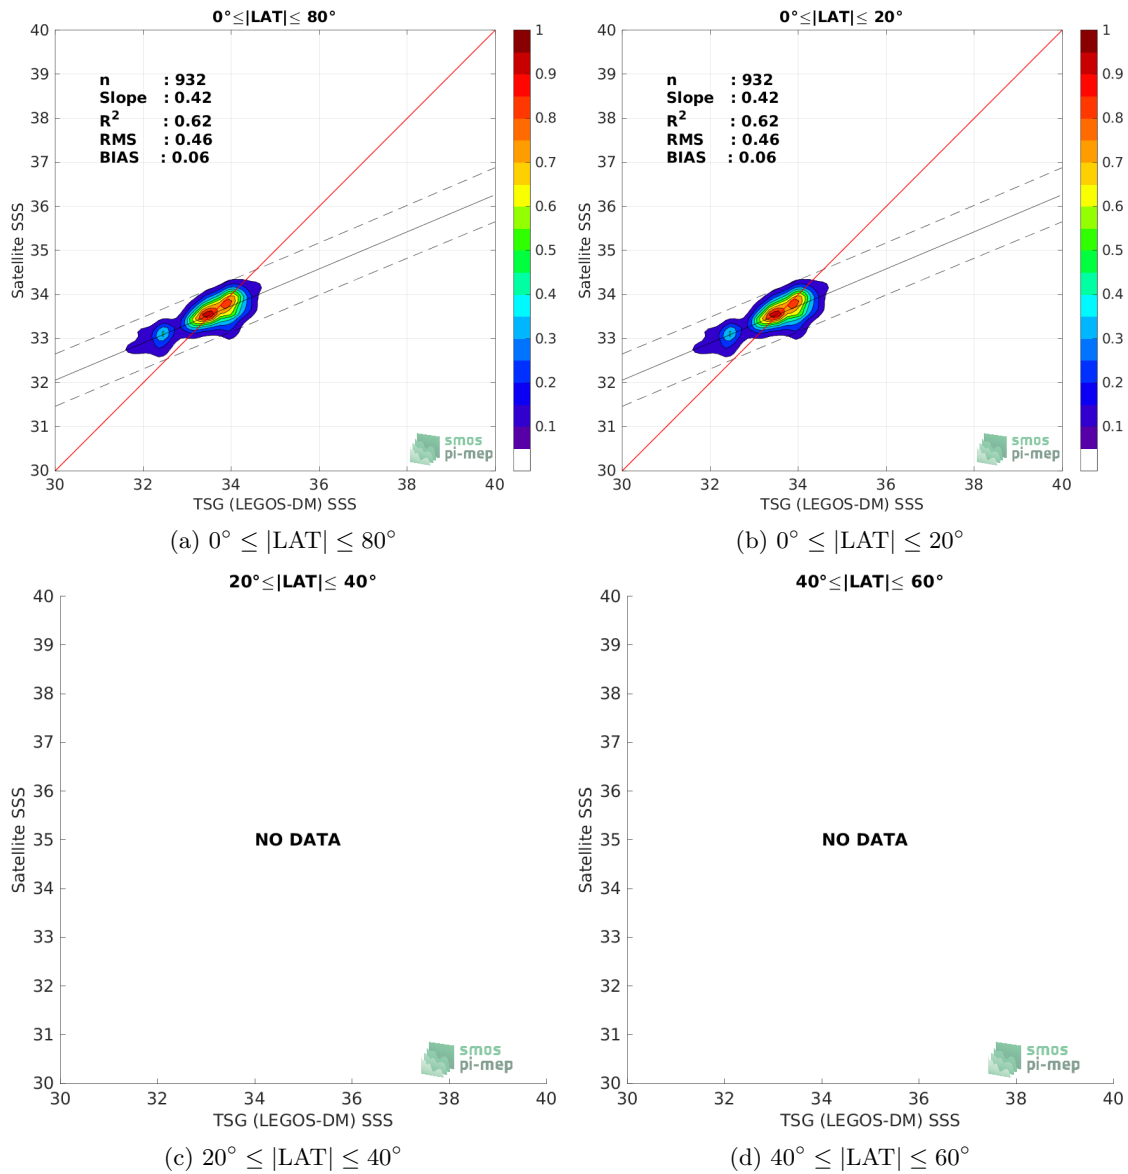 0°≤|LAT|≤ 80°
40
39
38
37
36
35
34
33
32
31
30
n : 932
Slope : 0.42
R² : 0.62
RMS : 0.46
BIAS : 0.06
1
0.9
0.8
0.7
0.6
0.5
0.4
0.3
0.2
0.1
Satellite SSS
smos
pi-mep
30 32 34 36 38 40
TSG (LEGOS-DM) SSS
(a) 0° ≤ |LAT| ≤ 80°
0°≤|LAT|≤ 20°
40
39
38
37
36
35
34
33
32
31
30
n : 932
Slope : 0.42
R² : 0.62
RMS : 0.46
BIAS : 0.06
1
0.9
0.8
0.7
0.6
0.5
0.4
0.3
0.2
0.1
Satellite SSS
smos
pi-mep
30 32 34 36 38 40
TSG (LEGOS-DM) SSS
(b) 0° ≤ |LAT| ≤ 20°
20°≤|LAT|≤ 40°
40
39
38
37
36
35
34
33
32
31
30
Satellite SSS
NO DATA
smos
pi-mep
30 32 34 36 38 40
TSG (LEGOS-DM) SSS
(c) 20° ≤ |LAT| ≤ 40°
40°≤|LAT|≤ 60°
40
39
38
37
36
35
34
33
32
31
30
Satellite SSS
NO DATA
smos
pi-mep
30 32 34 36 38 40
TSG (LEGOS-DM) SSS
(d) 40° ≤ |LAT| ≤ 60°